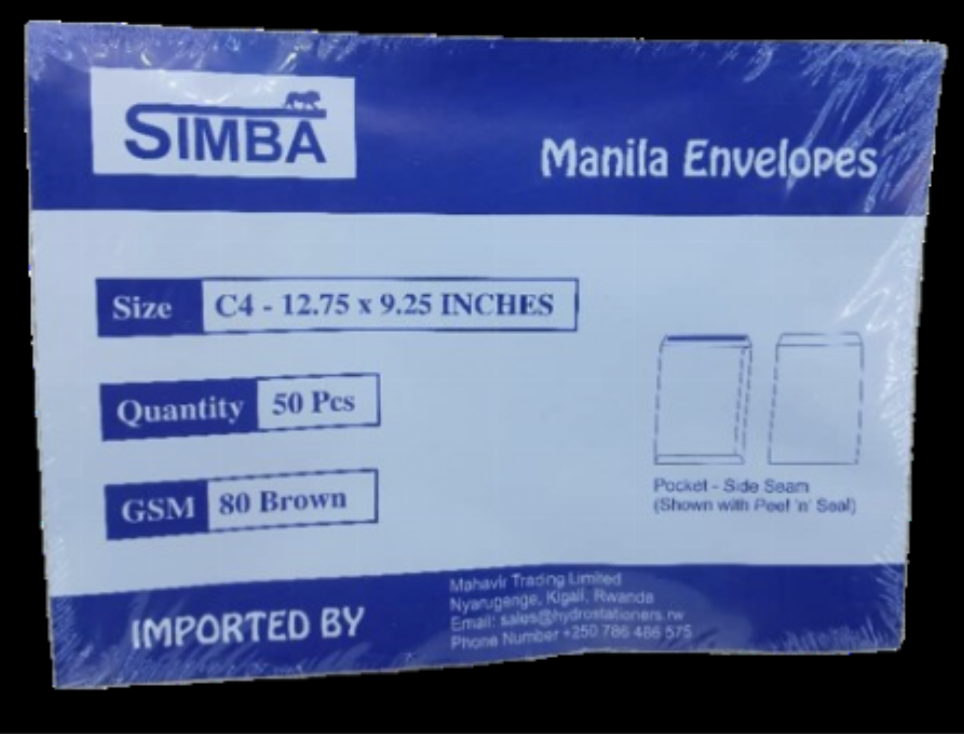 SIMBA
Manila Envelopes
Size C4 - 12.75 x 9.25 INCHES
Quantity 50 Pcs
GSM 80 Brown
Pocket - Side Seam
(Shown with Peel 'n' Seal)
IMPORTED BY
Mahavir Trading Limited
Nyarugenge, Kigali, Rwanda
Email: sales@hydrostationers.rw
Phone Number +250 786 486 575